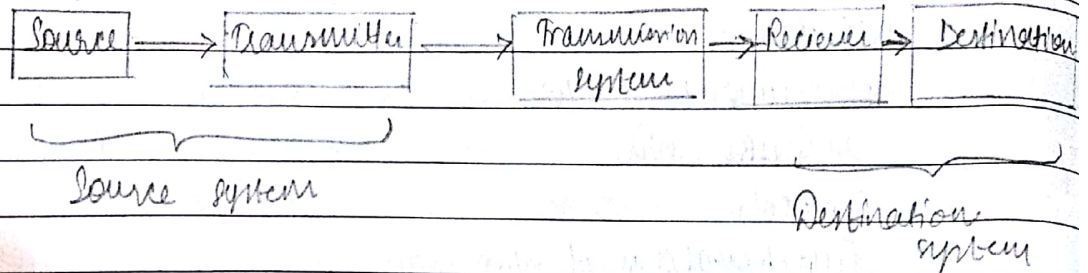 Source Transmitter Transmission Reciever Destination
system
Source system
Destination
system